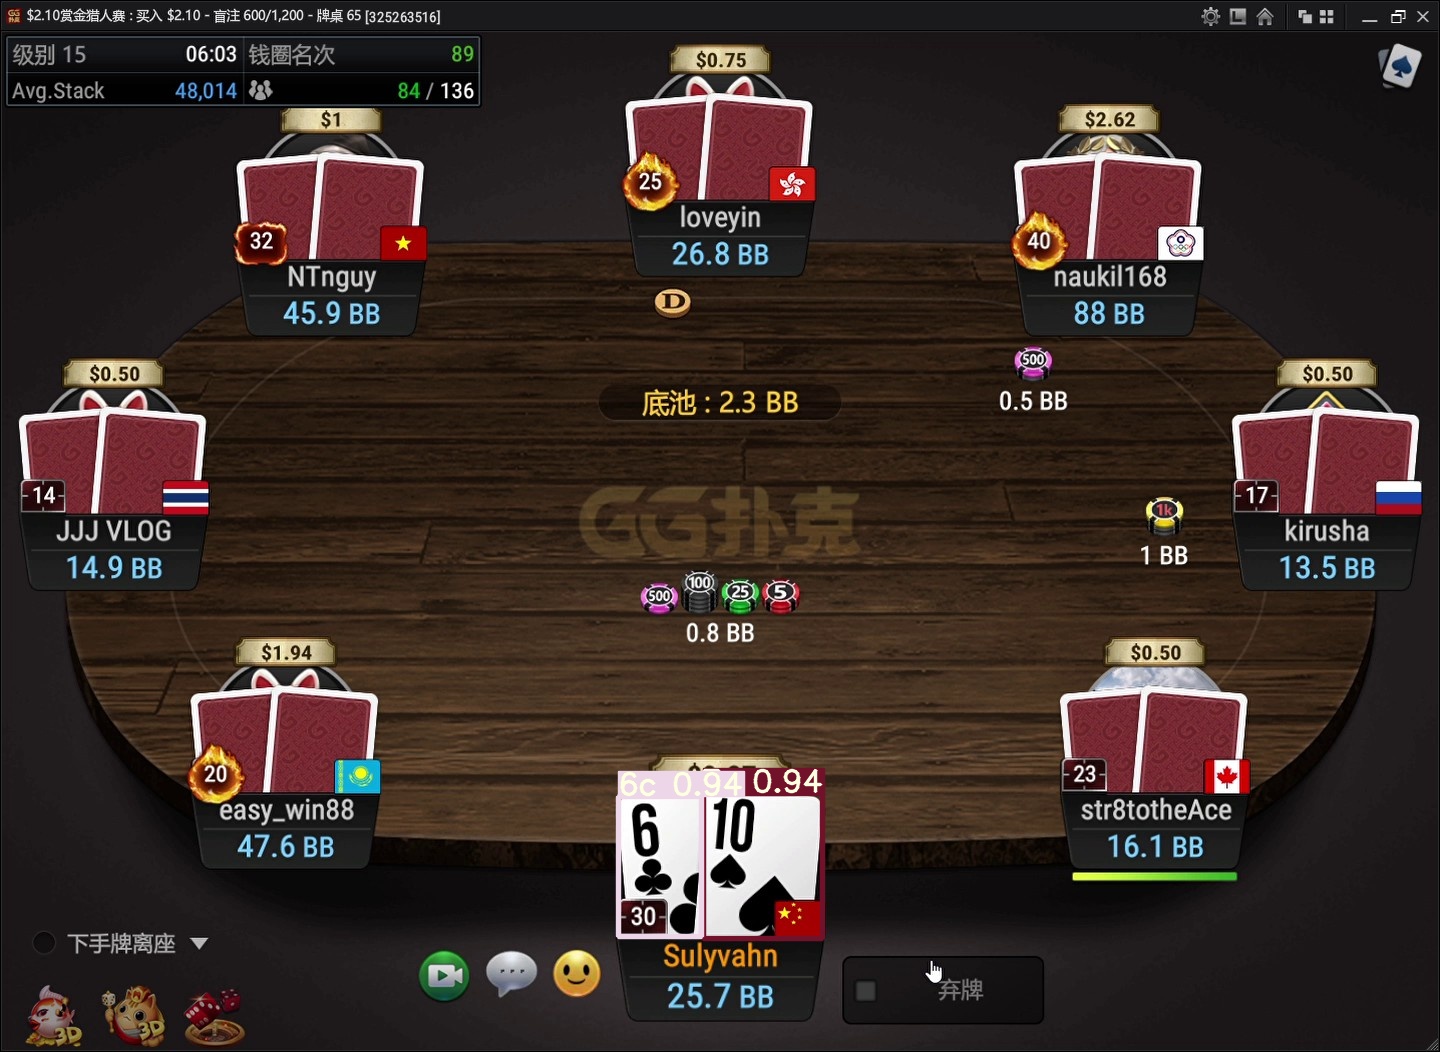 $2.10赏金猎人赛 : 买入 $2.10 - 盲注 600/1,200 - 牌桌 65 [325263516]
级别 15 06:03 钱圈名次 89
Avg.Stack 48,014 84 / 136
$0.75
25
loveyin
26.8 BB
$1
32
NTnguy
45.9 BB
$2.62
40
naukil168
88 BB
D
500
0.5 BB
底池 : 2.3 BB
$0.50
14
JJJ VLOG
14.9 BB
$0.50
17
kirusha
13.5 BB
1k
1 BB
GG扑克
500 100 25 5
0.8 BB
$1.94
20
easy_win88
47.6 BB
$0.50
23
str8totheAce
16.1 BB
6c 0.94 0.94
6 10
30
Sulyvahn
25.7 BB
下手牌离座
弃牌
3D 3D